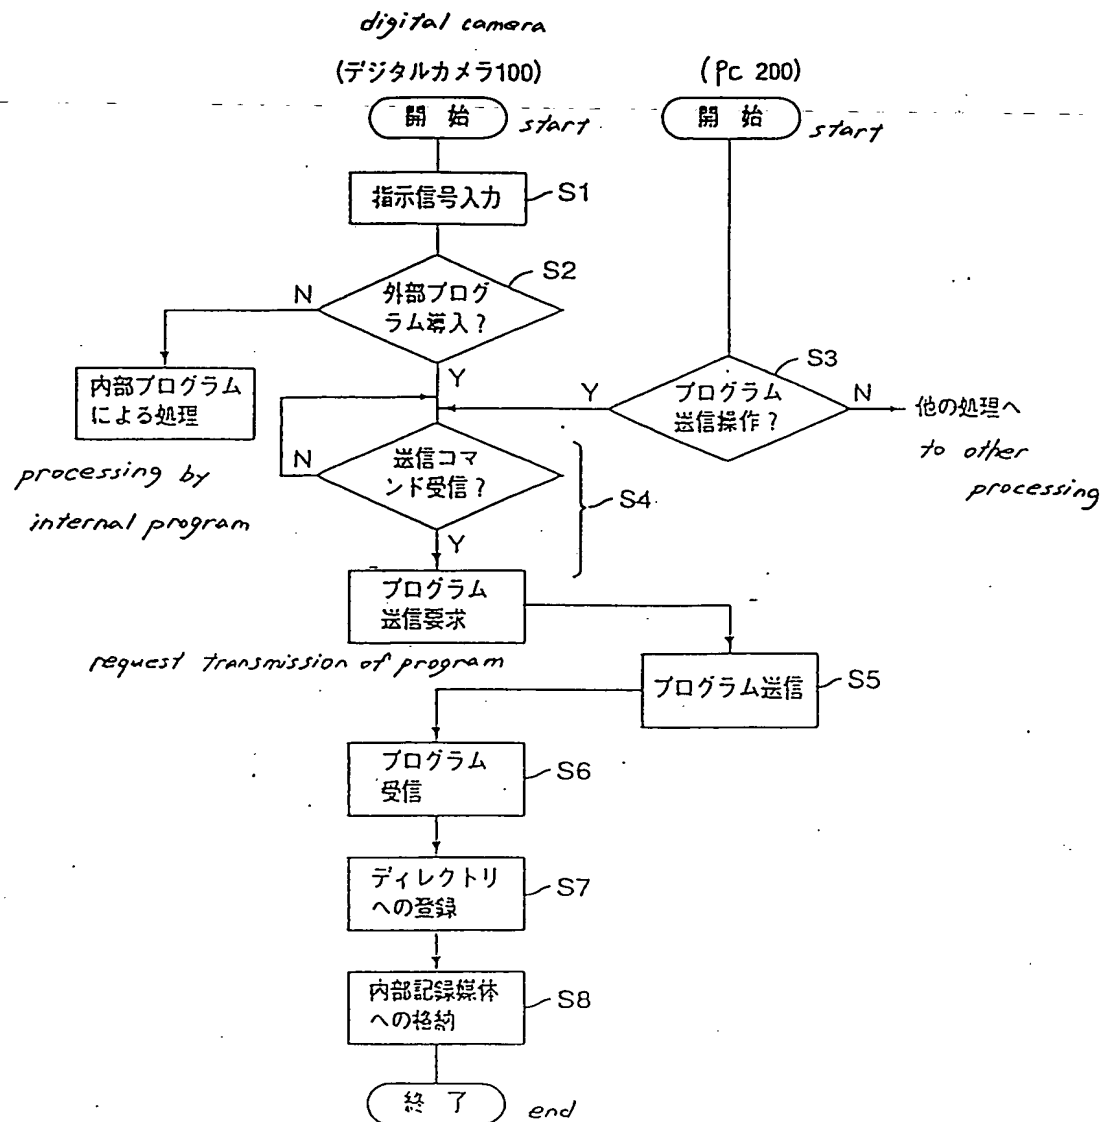 digital camera
(デジタルカメラ100)
(PC 200)
開 始
start
開 始
start
指示信号入力
S1
S2
外部プログ
ラム導入?
N
Y
内部プログラム
による処理
processing by
internal program
S3
プログラム
送信操作?
Y
N
他の処理へ
to other
processing
送信コマ
ンド受信?
N
Y
S4
プログラム
送信要求
request transmission of program
プログラム送信
S5
プログラム
受信
S6
ディレクトリ
への登録
S7
内部記録媒体
への格納
S8
終 了
end